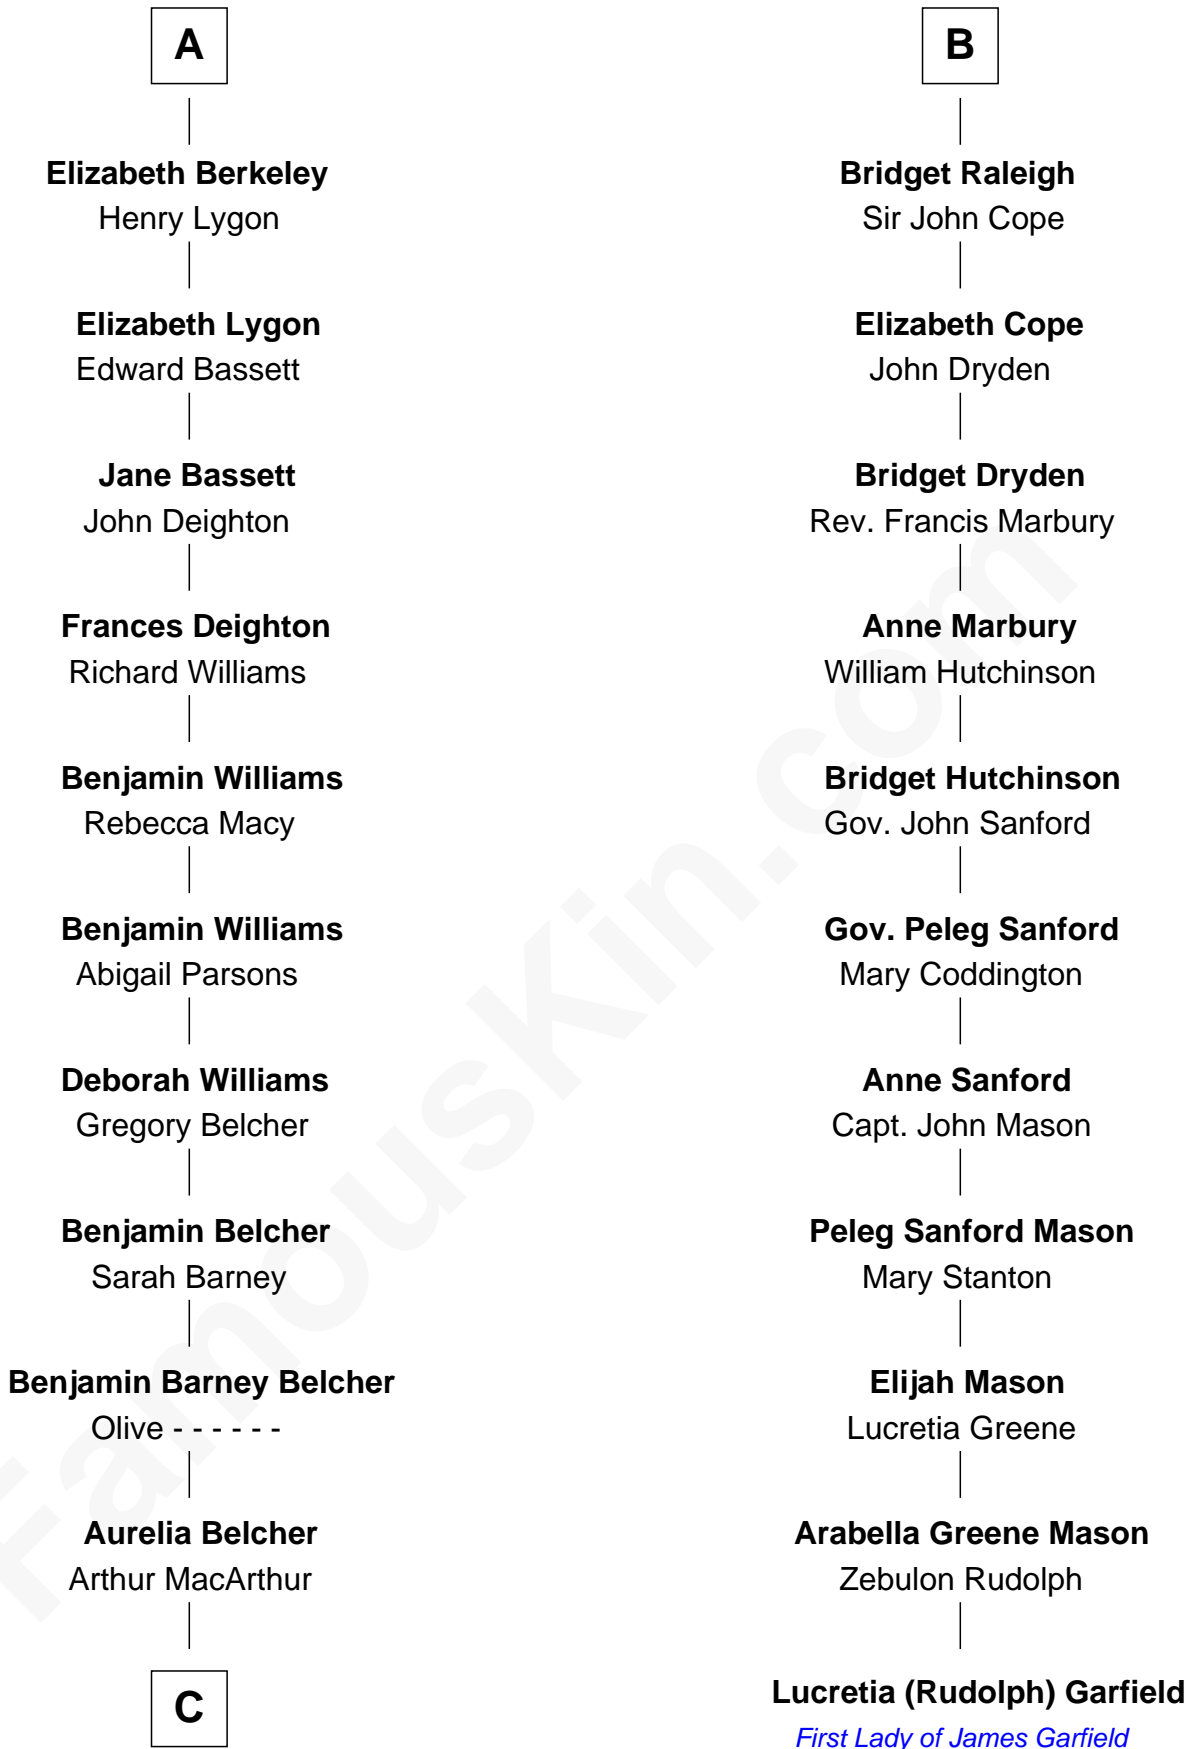 A
Elizabeth Berkeley
Henry Lygon
Elizabeth Lygon
Edward Bassett
Jane Bassett
John Deighton
Frances Deighton
Richard Williams
Benjamin Williams
Rebecca Macy
Benjamin Williams
Abigail Parsons
Deborah Williams
Gregory Belcher
Benjamin Belcher
Sarah Barney
Benjamin Barney Belcher
Olive - - - - - -
Aurelia Belcher
Arthur MacArthur
C
B
Bridget Raleigh
Sir John Cope
Elizabeth Cope
John Dryden
Bridget Dryden
Rev. Francis Marbury
Anne Marbury
William Hutchinson
Bridget Hutchinson
Gov. John Sanford
Gov. Peleg Sanford
Mary Coddington
Anne Sanford
Capt. John Mason
Peleg Sanford Mason
Mary Stanton
Elijah Mason
Lucretia Greene
Arabella Greene Mason
Zebulon Rudolph
Lucretia (Rudolph) Garfield
First Lady of James Garfield
FamousKin.com